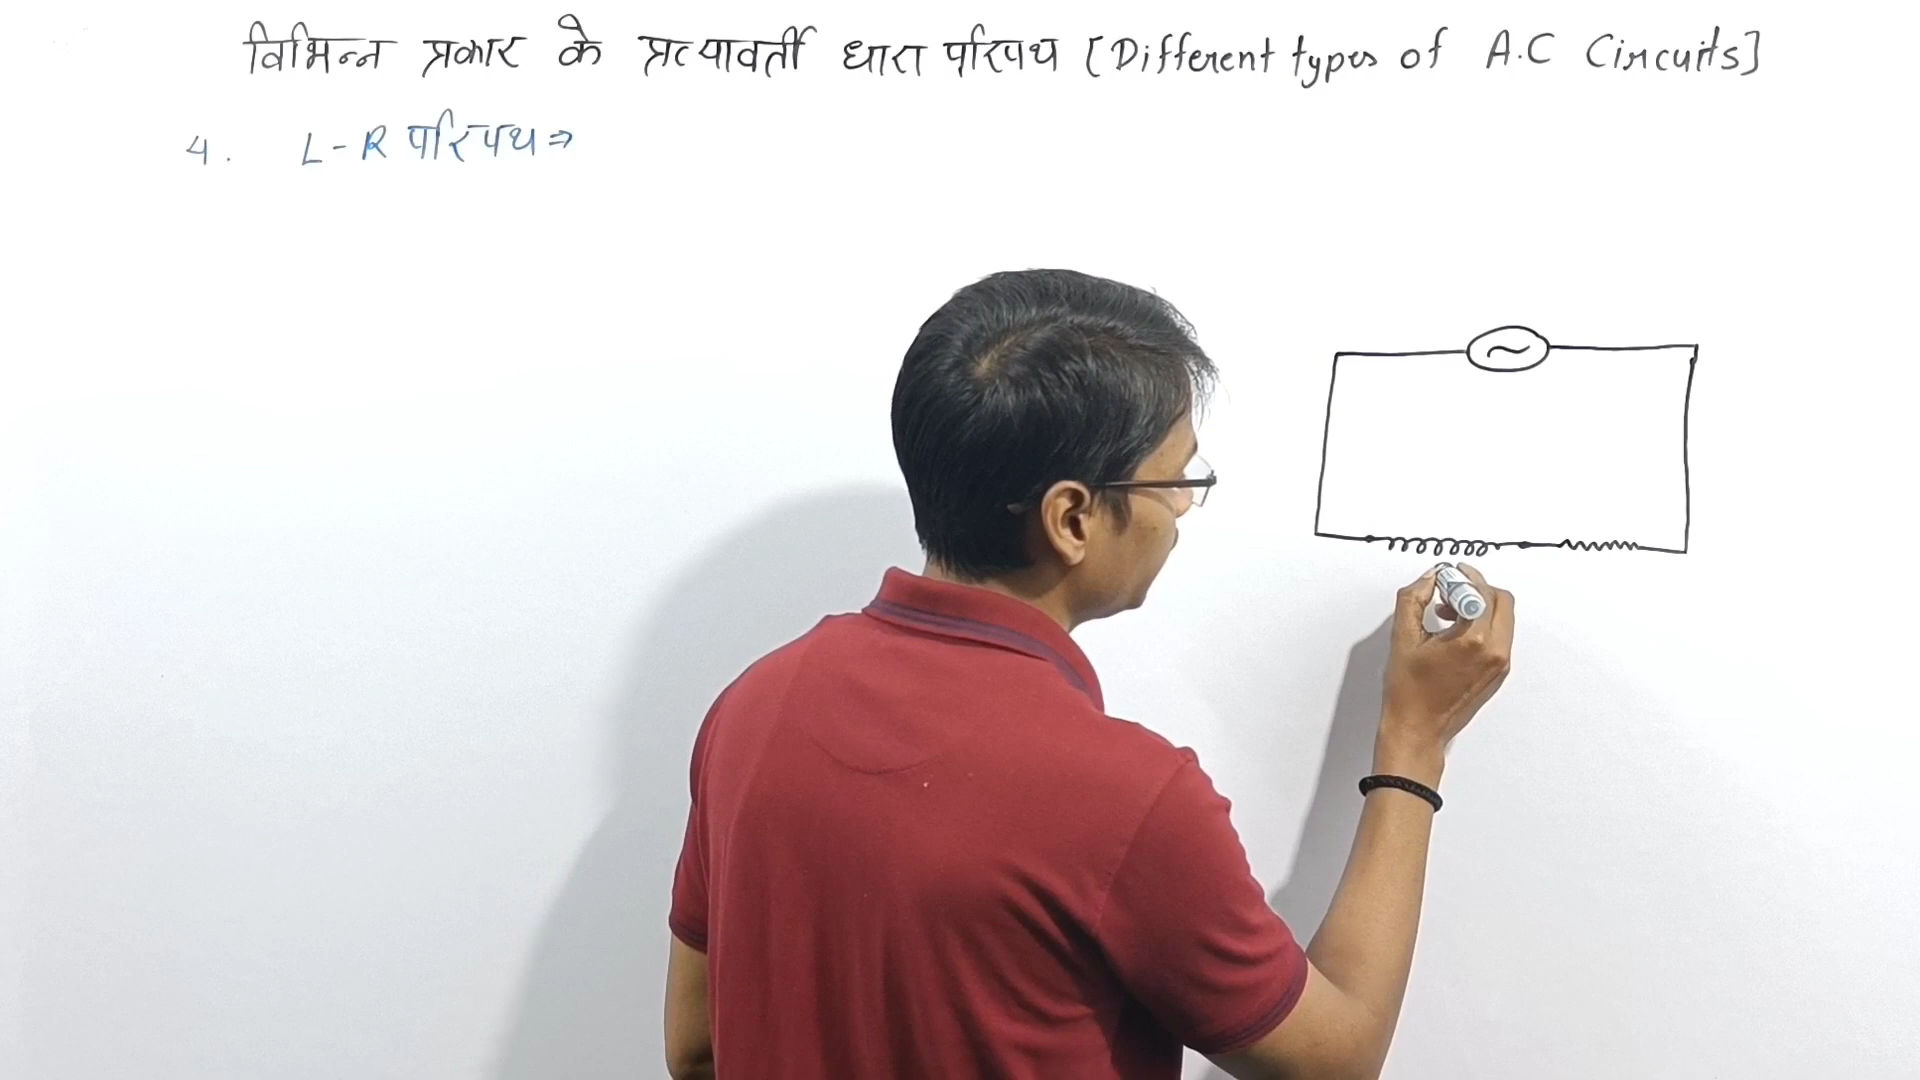 विभिन्न प्रकार के प्रत्यावर्ती धारा परिपथ [Different types of A.C Circuits]
4. L-R परिपथ⇒